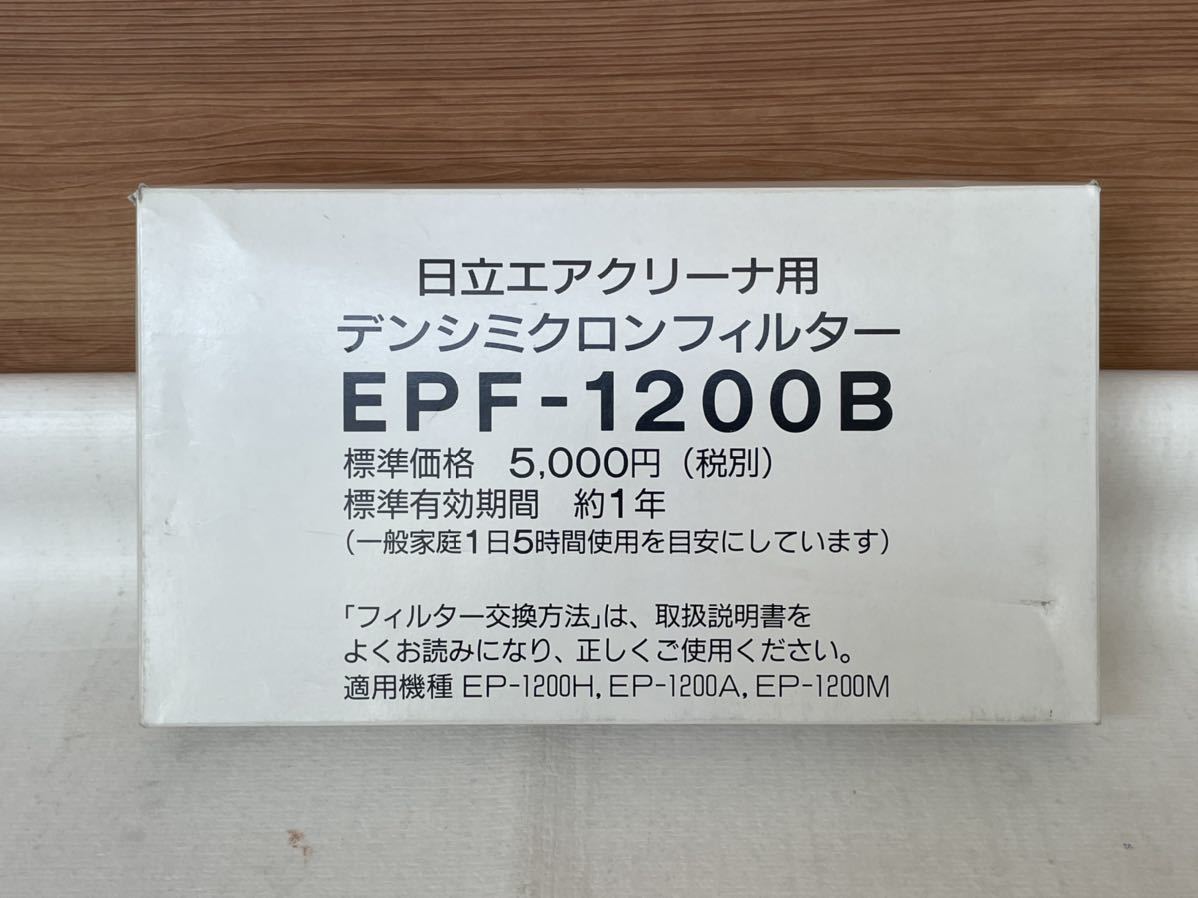 日立エアクリーナ用
デンシミクロンフィルター
EPF-1200B
標準価格 5,000円(税別)
標準有効期間 約1年
(一般家庭1日5時間使用を目安にしています)
「フィルター交換方法」は、取扱説明書を
よくお読みになり、正しくご使用ください。
適用機種 EP-1200H, EP-1200A, EP-1200M